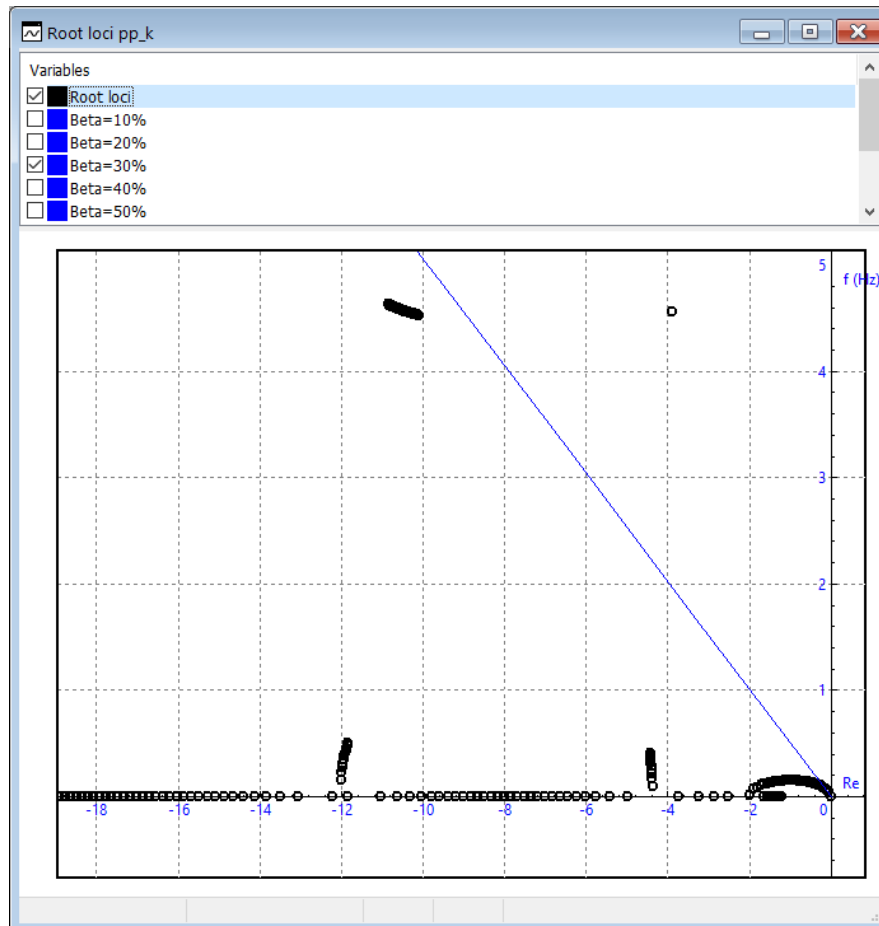 Root loci pp_k
Variables
Root loci
Beta=10%
Beta=20%
Beta=30%
Beta=40%
Beta=50%
5
f (Hz)
4
3
2
1
Re
-18 -16 -14 -12 -10 -8 -6 -4 -2 0